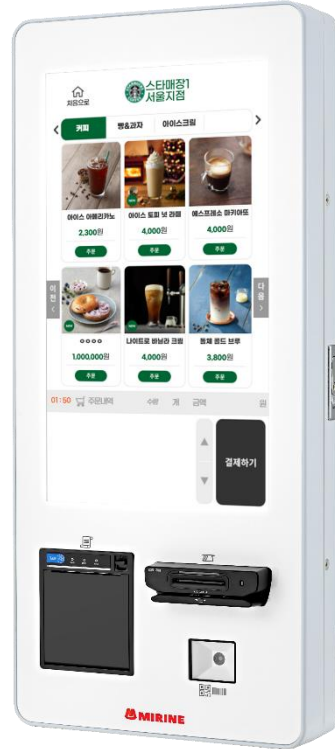 처음으로
스타매장1
서울지점
커피
빵&과자
아이스크림
아이스 아메리카노
2,300원
주문
아이스 토피 넛 라떼
4,000원
주문
에스프레소 마키아또
4,000원
주문
이전
다음
ㅇㅇㅇㅇ
1,000,000원
주문
나이트로 바닐라 크림
4,000원
주문
돌체 콜드 브루
3,800원
주문
01:50 주문내역 수량 개 금액 원
결제하기
MIRINE